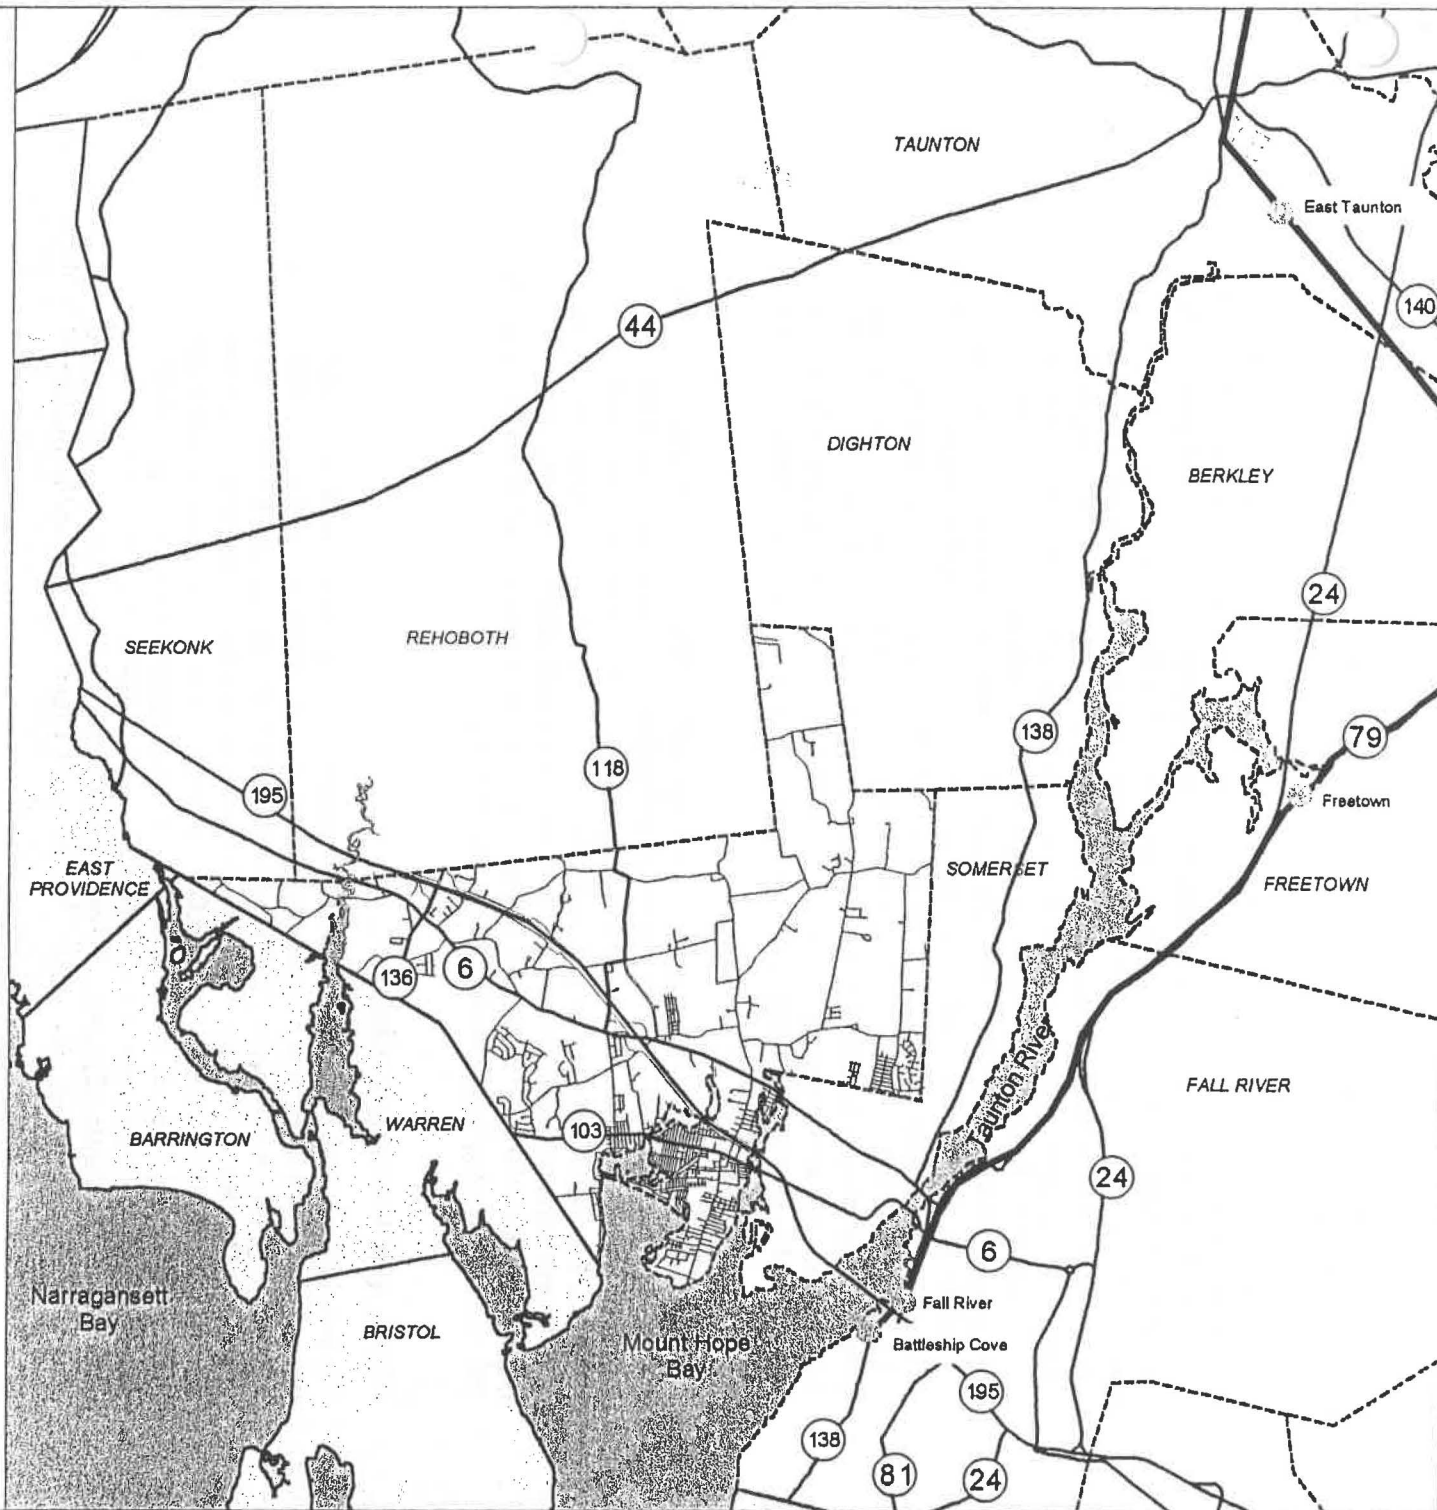 TAUNTON
East Taunton
140
44
DIGHTON
BERKLEY
24
SEEKONK
REHOBOTH
138
79
118
195
Freetown
EAST
PROVIDENCE
SOMERSET
FREETOWN
136
6
Taunton River
FALL RIVER
BARRINGTON
WARREN
103
24
6
Narragansett
Bay
Fall River
BRISTOL
Mount Hope
Bay
Battleship Cove
195
138
81
24